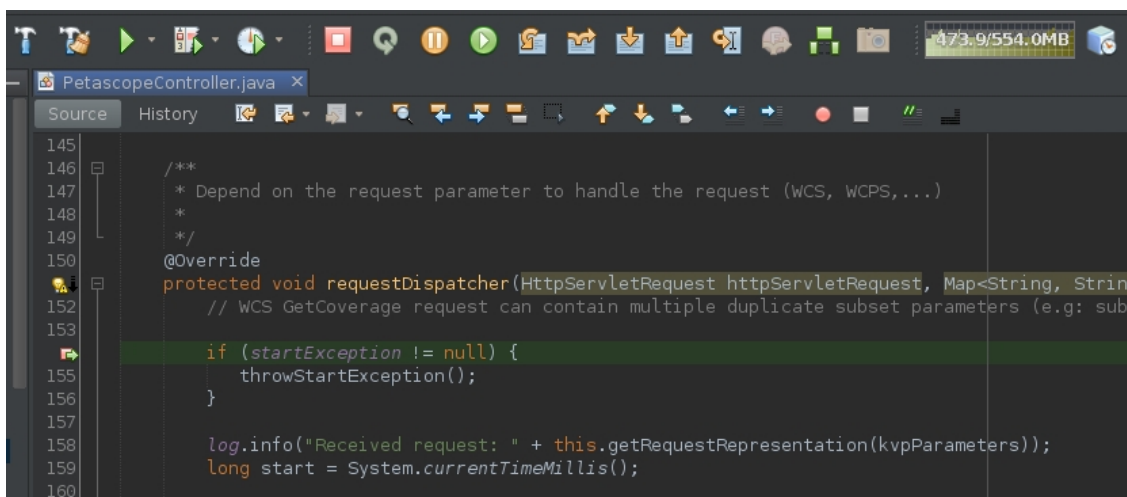 473.9/554.0MB
PetascopeController.java
Source History
145
146 /**
147 * Depend on the request parameter to handle the request (WCS, WCPS,....)
148 *
149 */
150 @Override
protected void requestDispatcher(HttpServletRequest httpServletRequest, Map<String, Strin
152 // WCS GetCoverage request can contain multiple duplicate subset parameters (e.g: sub
153
if (startException != null) {
155 throwStartException();
156 }
157
158 log.info("Received request: " + this.getRequestRepresentation(kvpParameters));
159 long start = System.currentTimeMillis();
160